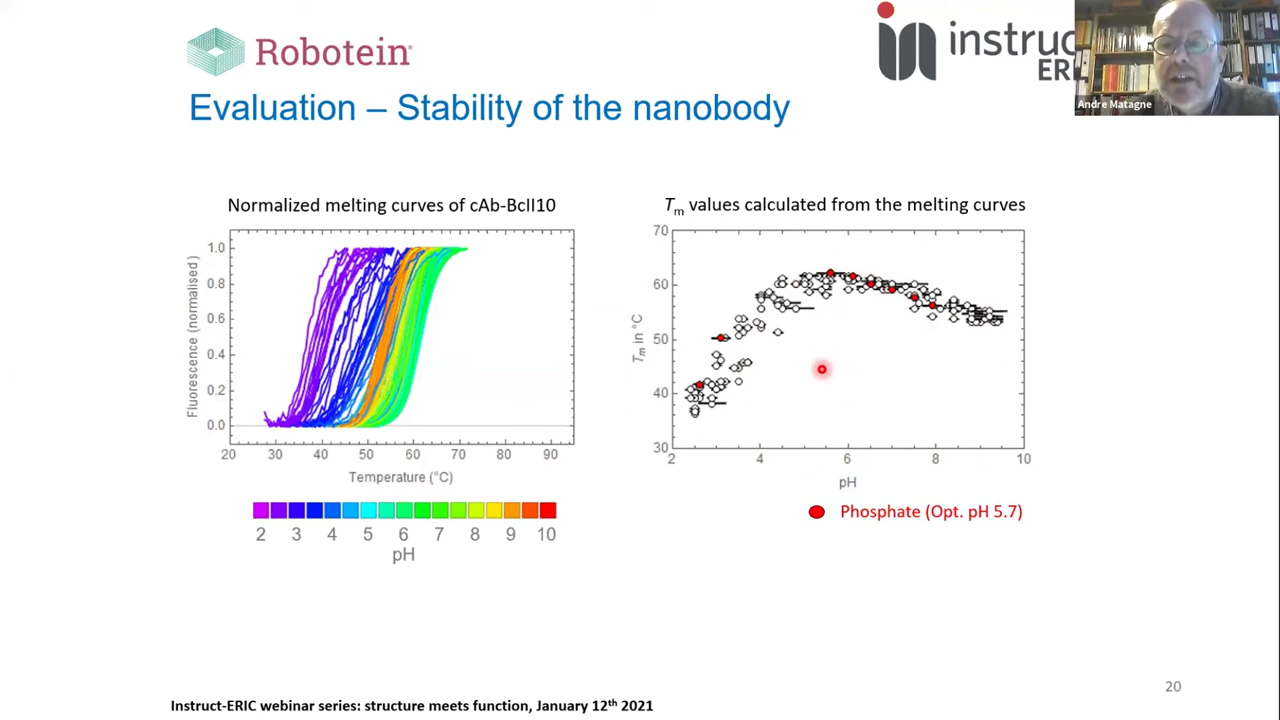 Robotein®
instruc
ERI
Andre Matagne
Evaluation – Stability of the nanobody
Normalized melting curves of cAb-BcII10
Fluorescence (normalised )
1.0
0.8
0.6
0.4
0.2
0.0
20 30 40 50 60 70 80 90
Temperature (°C)
2 3 4 5 6 7 8 9 10
pH
Tm values calculated from the melting curves
Tm in °C
70
60
50
40
30
2 4 6 8 10
pH
Phosphate (Opt. pH 5.7)
20
Instruct-ERIC webinar series: structure meets function, January 12th 2021